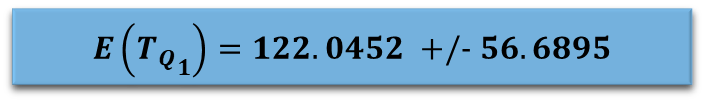 E(T_{Q_1}) = 122.0452 +/- 56.6895